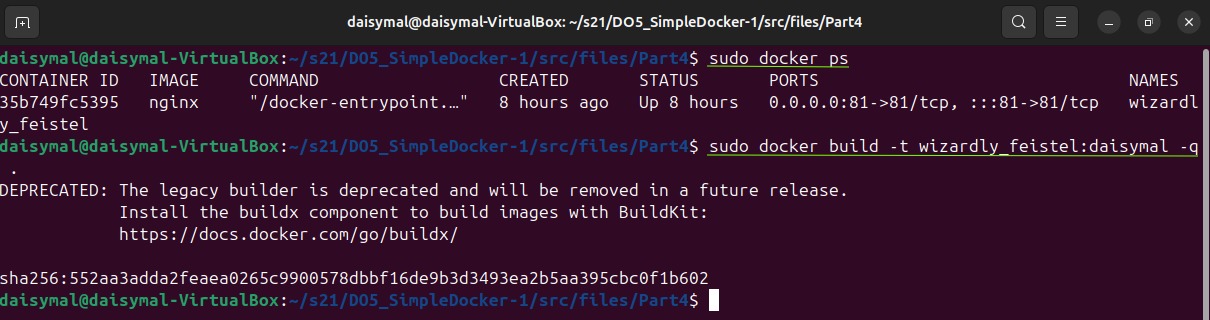 daisymal@daisymal-VirtualBox: ~/s21/DO5_SimpleDocker-1/src/files/Part4
daisymal@daisymal-VirtualBox:~/s21/DO5_SimpleDocker-1/src/files/Part4$ sudo docker ps
CONTAINER ID   IMAGE     COMMAND                  CREATED       STATUS       PORTS                               NAMES
35b749fc5395   nginx     "/docker-entrypoint.…"   8 hours ago   Up 8 hours   0.0.0.0:81->81/tcp, :::81->81/tcp   wizardl
y_feistel
daisymal@daisymal-VirtualBox:~/s21/DO5_SimpleDocker-1/src/files/Part4$ sudo docker build -t wizardly_feistel:daisymal -q
 .
DEPRECATED: The legacy builder is deprecated and will be removed in a future release.
            Install the buildx component to build images with BuildKit:
            https://docs.docker.com/go/buildx/
sha256:552aa3adda2feaea0265c9900578dbbf16de9b3d3493ea2b5aa395cbc0f1b602
daisymal@daisymal-VirtualBox:~/s21/DO5_SimpleDocker-1/src/files/Part4$